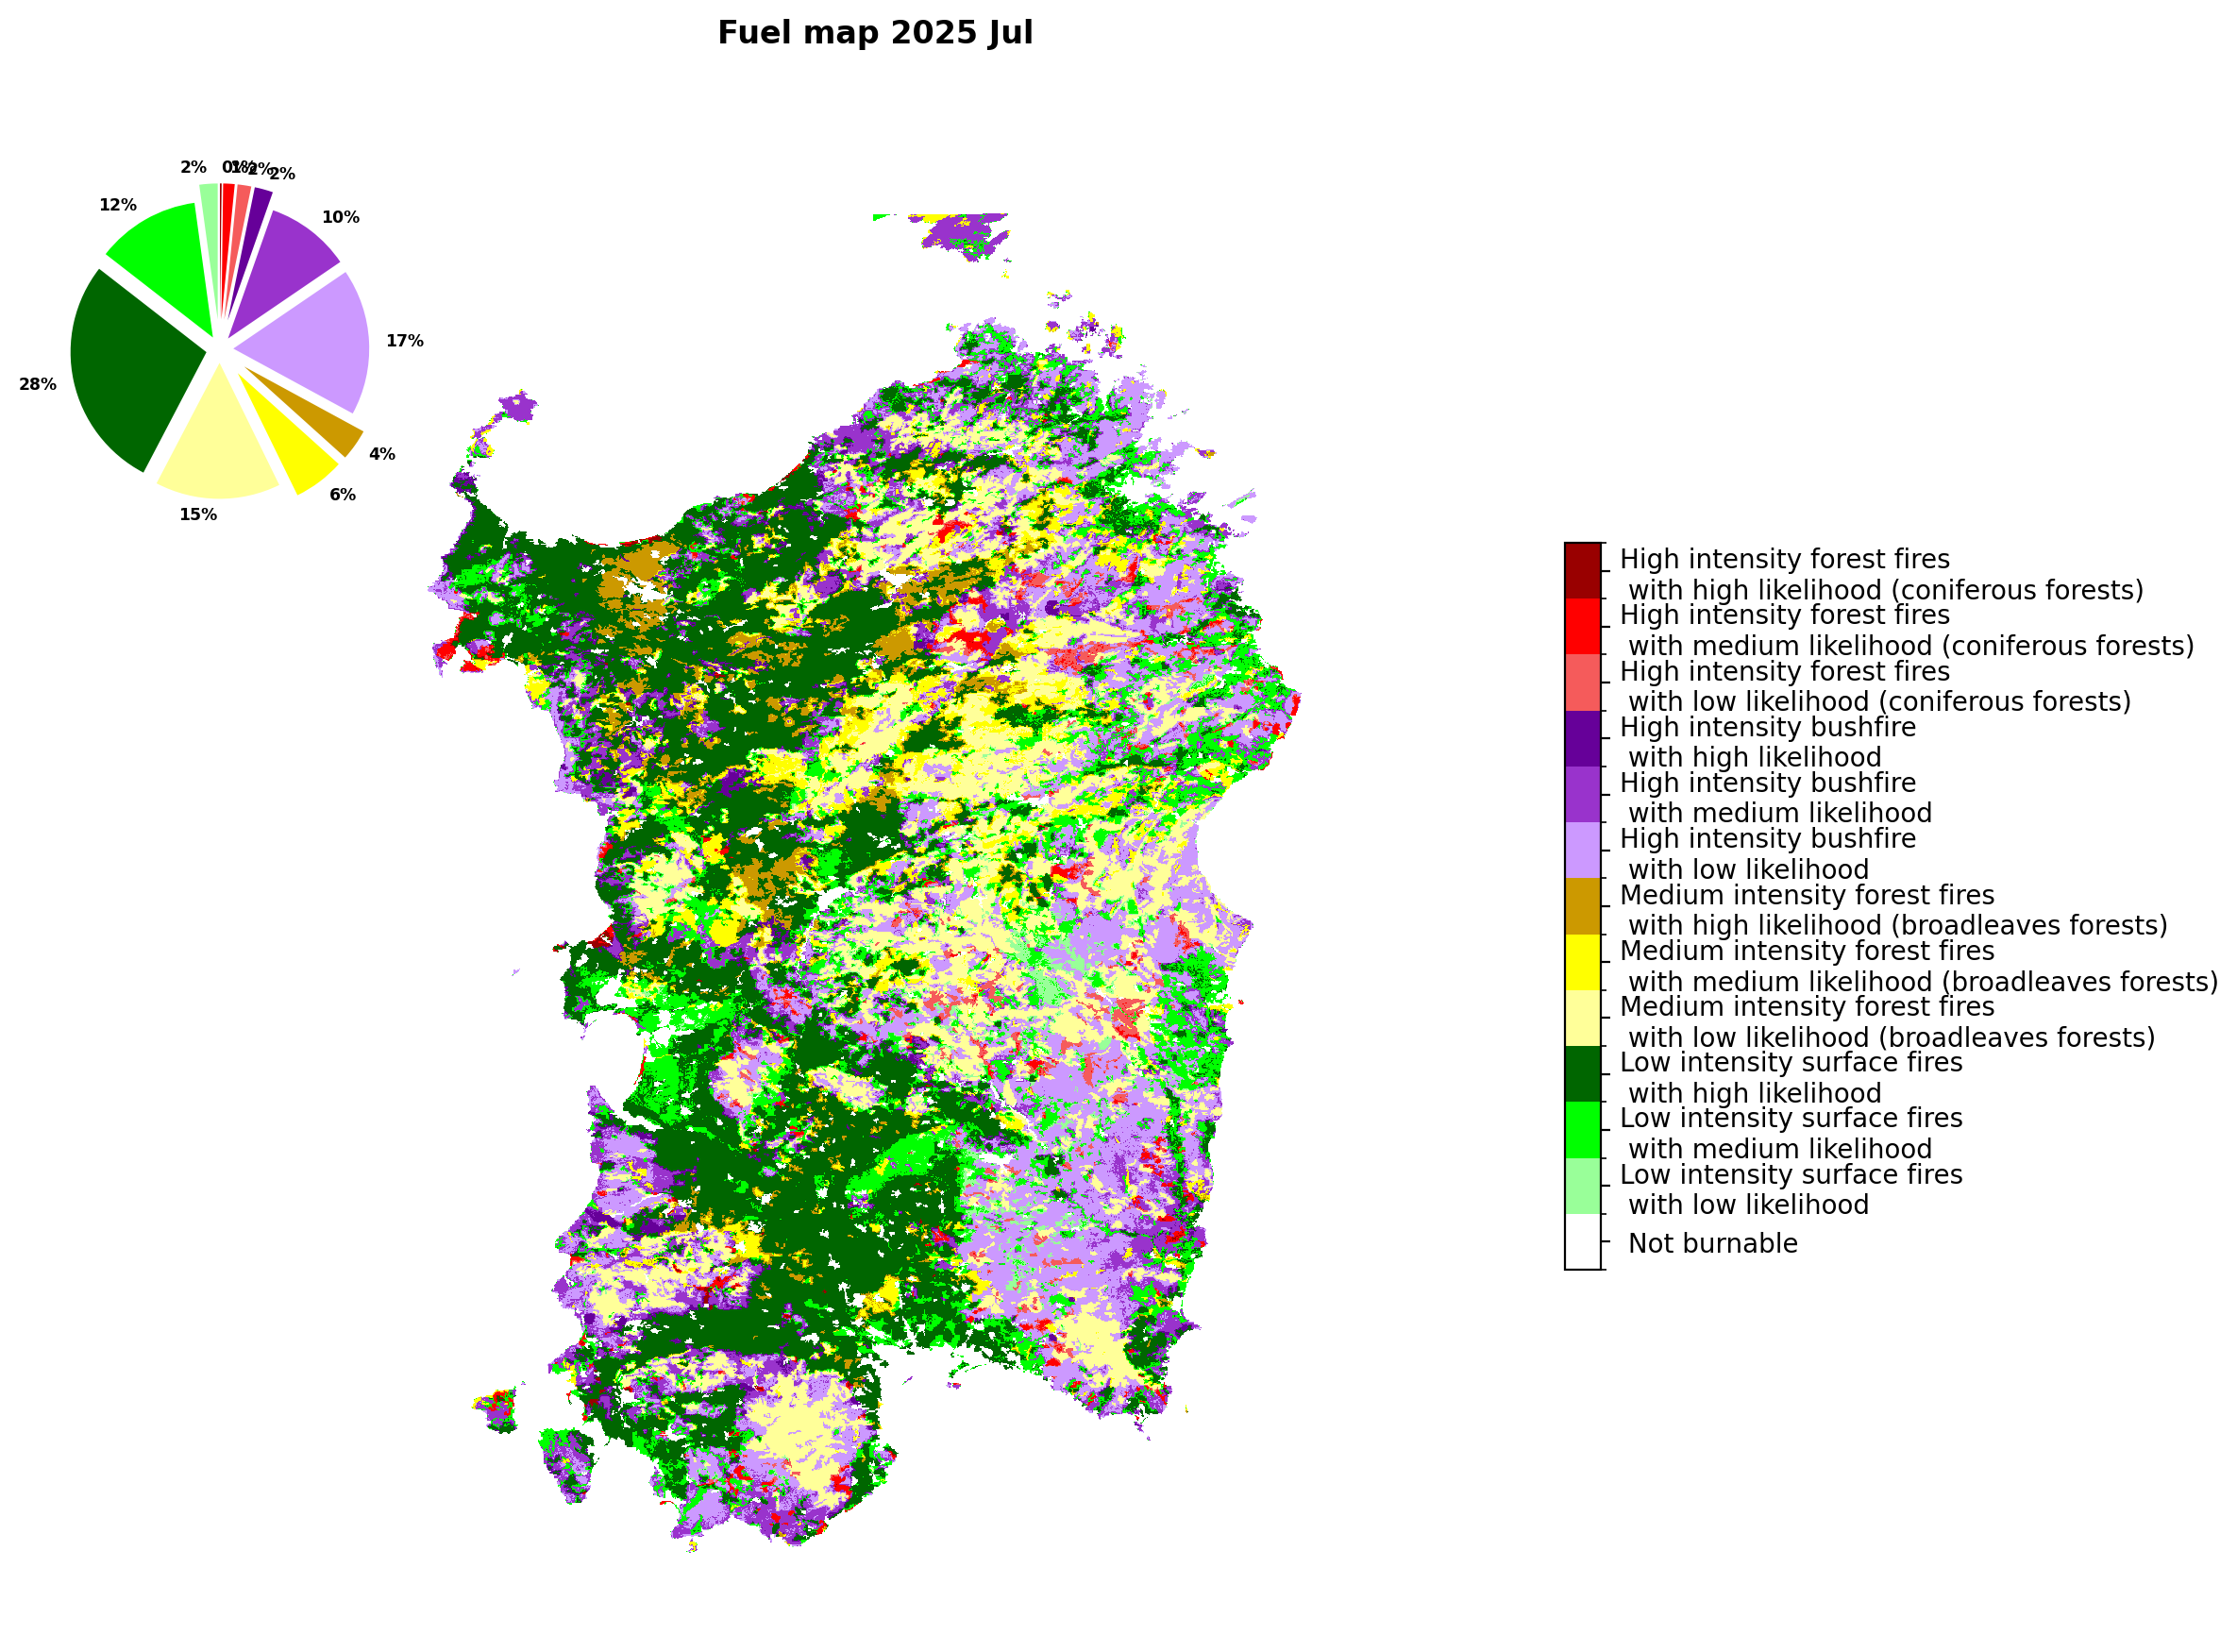 Fuel map 2025 Jul
2%
0%
1%
2%
2%
12%
10%
17%
28%
4%
6%
15%
High intensity forest fires
with high likelihood (coniferous forests)
High intensity forest fires
with medium likelihood (coniferous forests)
High intensity forest fires
with low likelihood (coniferous forests)
High intensity bushfire
with high likelihood
High intensity bushfire
with medium likelihood
High intensity bushfire
with low likelihood
Medium intensity forest fires
with high likelihood (broadleaves forests)
Medium intensity forest fires
with medium likelihood (broadleaves forests)
Medium intensity forest fires
with low likelihood (broadleaves forests)
Low intensity surface fires
with high likelihood
Low intensity surface fires
with medium likelihood
Low intensity surface fires
with low likelihood
Not burnable